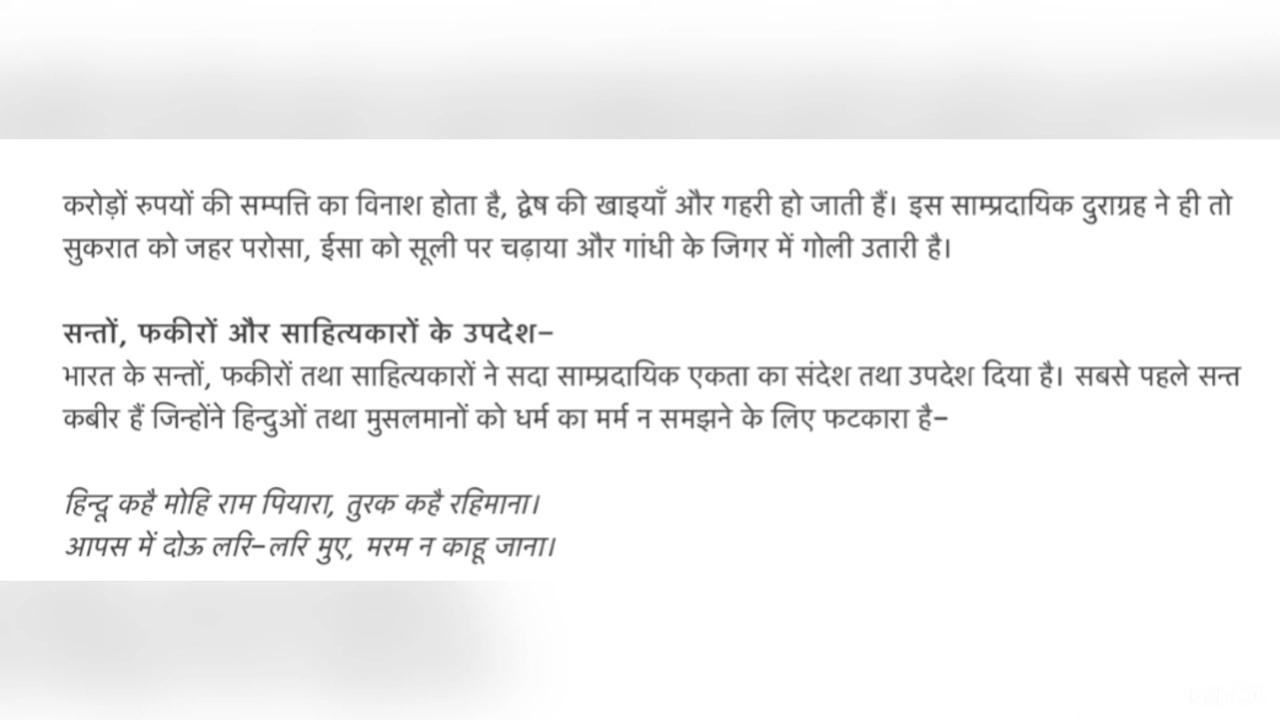 करोड़ों रुपयों की सम्पत्ति का विनाश होता है, द्वेष की खाइयाँ और गहरी हो जाती हैं। इस साम्प्रदायिक दुराग्रह ने ही तो
सुकरात को जहर परोसा, ईसा को सूली पर चढ़ाया और गांधी के जिगर में गोली उतारी है।
सन्तों, फकीरों और साहित्यकारों के उपदेश–
भारत के सन्तों, फकीरों तथा साहित्यकारों ने सदा साम्प्रदायिक एकता का संदेश तथा उपदेश दिया है। सबसे पहले सन्त
कबीर हैं जिन्होंने हिन्दुओं तथा मुसलमानों को धर्म का मर्म न समझने के लिए फटकारा है–
हिन्दू कहै मोहि राम पियारा, तुरक कहै रहिमाना।
आपस में दोऊ लरि–लरि मुए, मरम न काहू जाना।